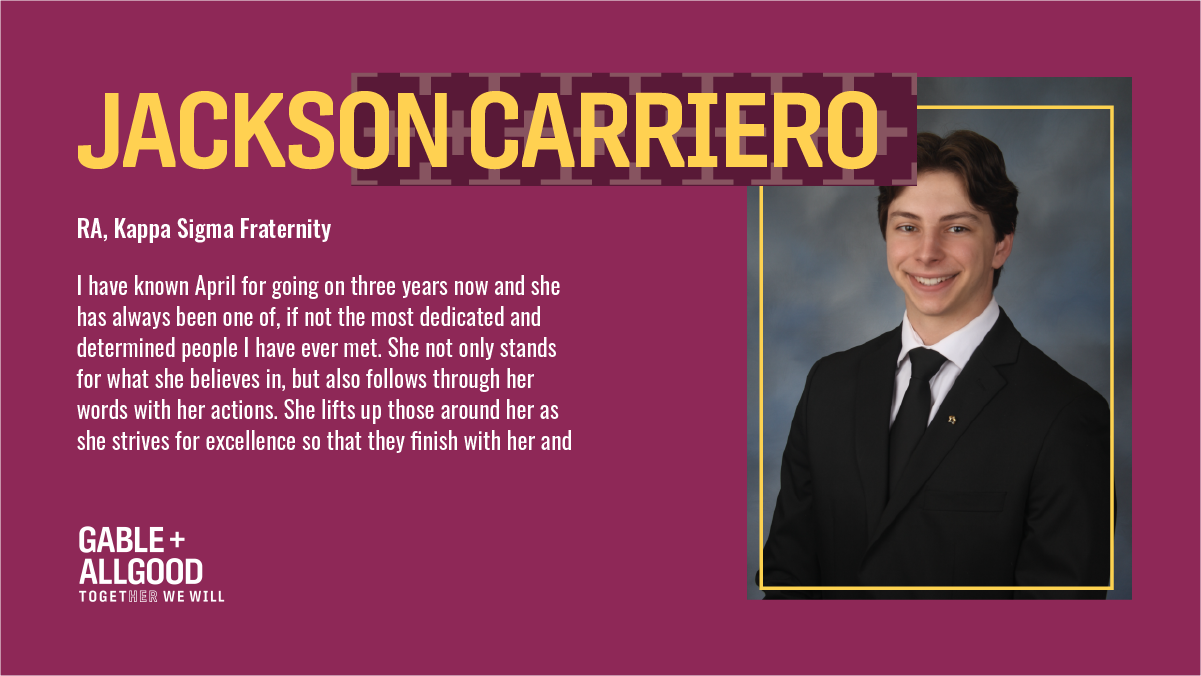 JACKSON CARRIERO
RA, Kappa Sigma Fraternity
I have known April for going on three years now and she
has always been one of, if not the most dedicated and
determined people I have ever met. She not only stands
for what she believes in, but also follows through her
words with her actions. She lifts up those around her as
she strives for excellence so that they finish with her and
GABLE +
ALLGOOD
TOGETHER WE WILL